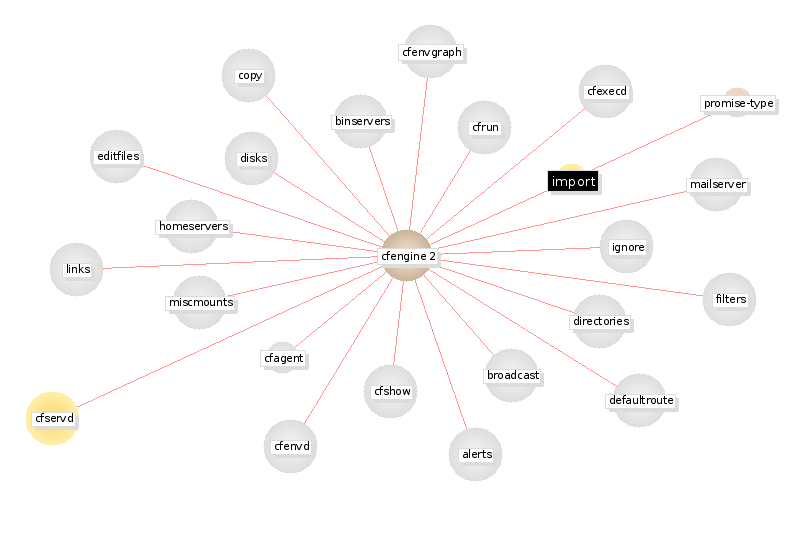 cfenvgraph
copy
cfexecd
promise-type
binservers
cfrun
editfiles
disks
import
mailserver
homeservers
ignore
cfengine 2
links
miscmounts
filters
directories
cfagent
broadcast
cfshow
defaultroute
cfservd
cfenvd
alerts